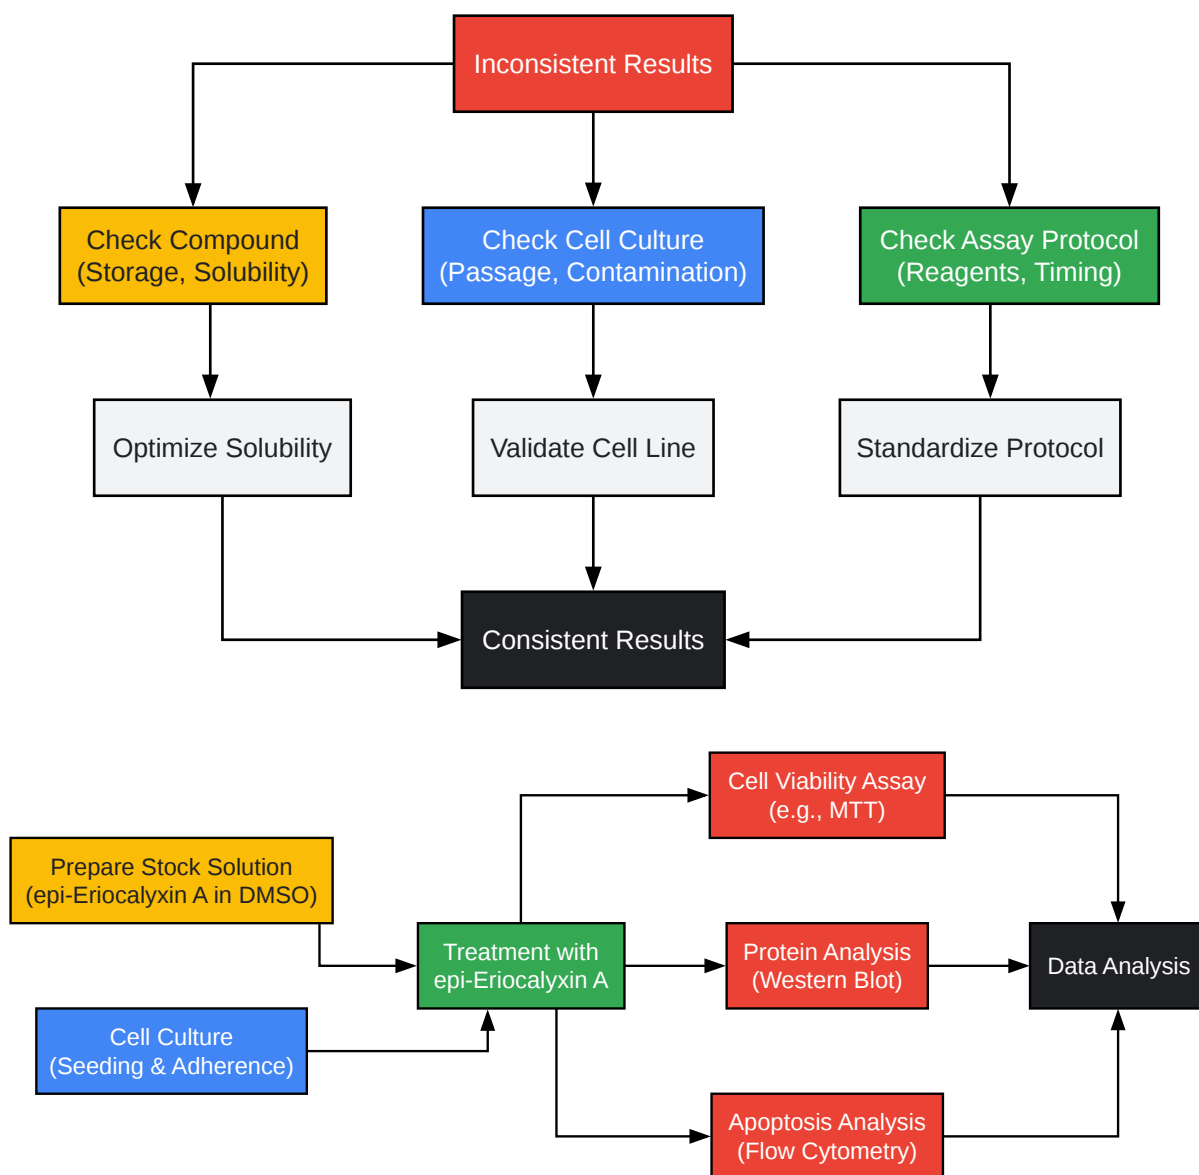 Inconsistent Results
Check Compound
(Storage, Solubility)
Check Cell Culture
(Passage, Contamination)
Check Assay Protocol
(Reagents, Timing)
Optimize Solubility
Validate Cell Line
Standardize Protocol
Consistent Results
Cell Viability Assay
(e.g., MTT)
Prepare Stock Solution
(epi-Eriocalyxin A in DMSO)
Treatment with
epi-Eriocalyxin A
Protein Analysis
(Western Blot)
Data Analysis
Cell Culture
(Seeding & Adherence)
Apoptosis Analysis
(Flow Cytometry)